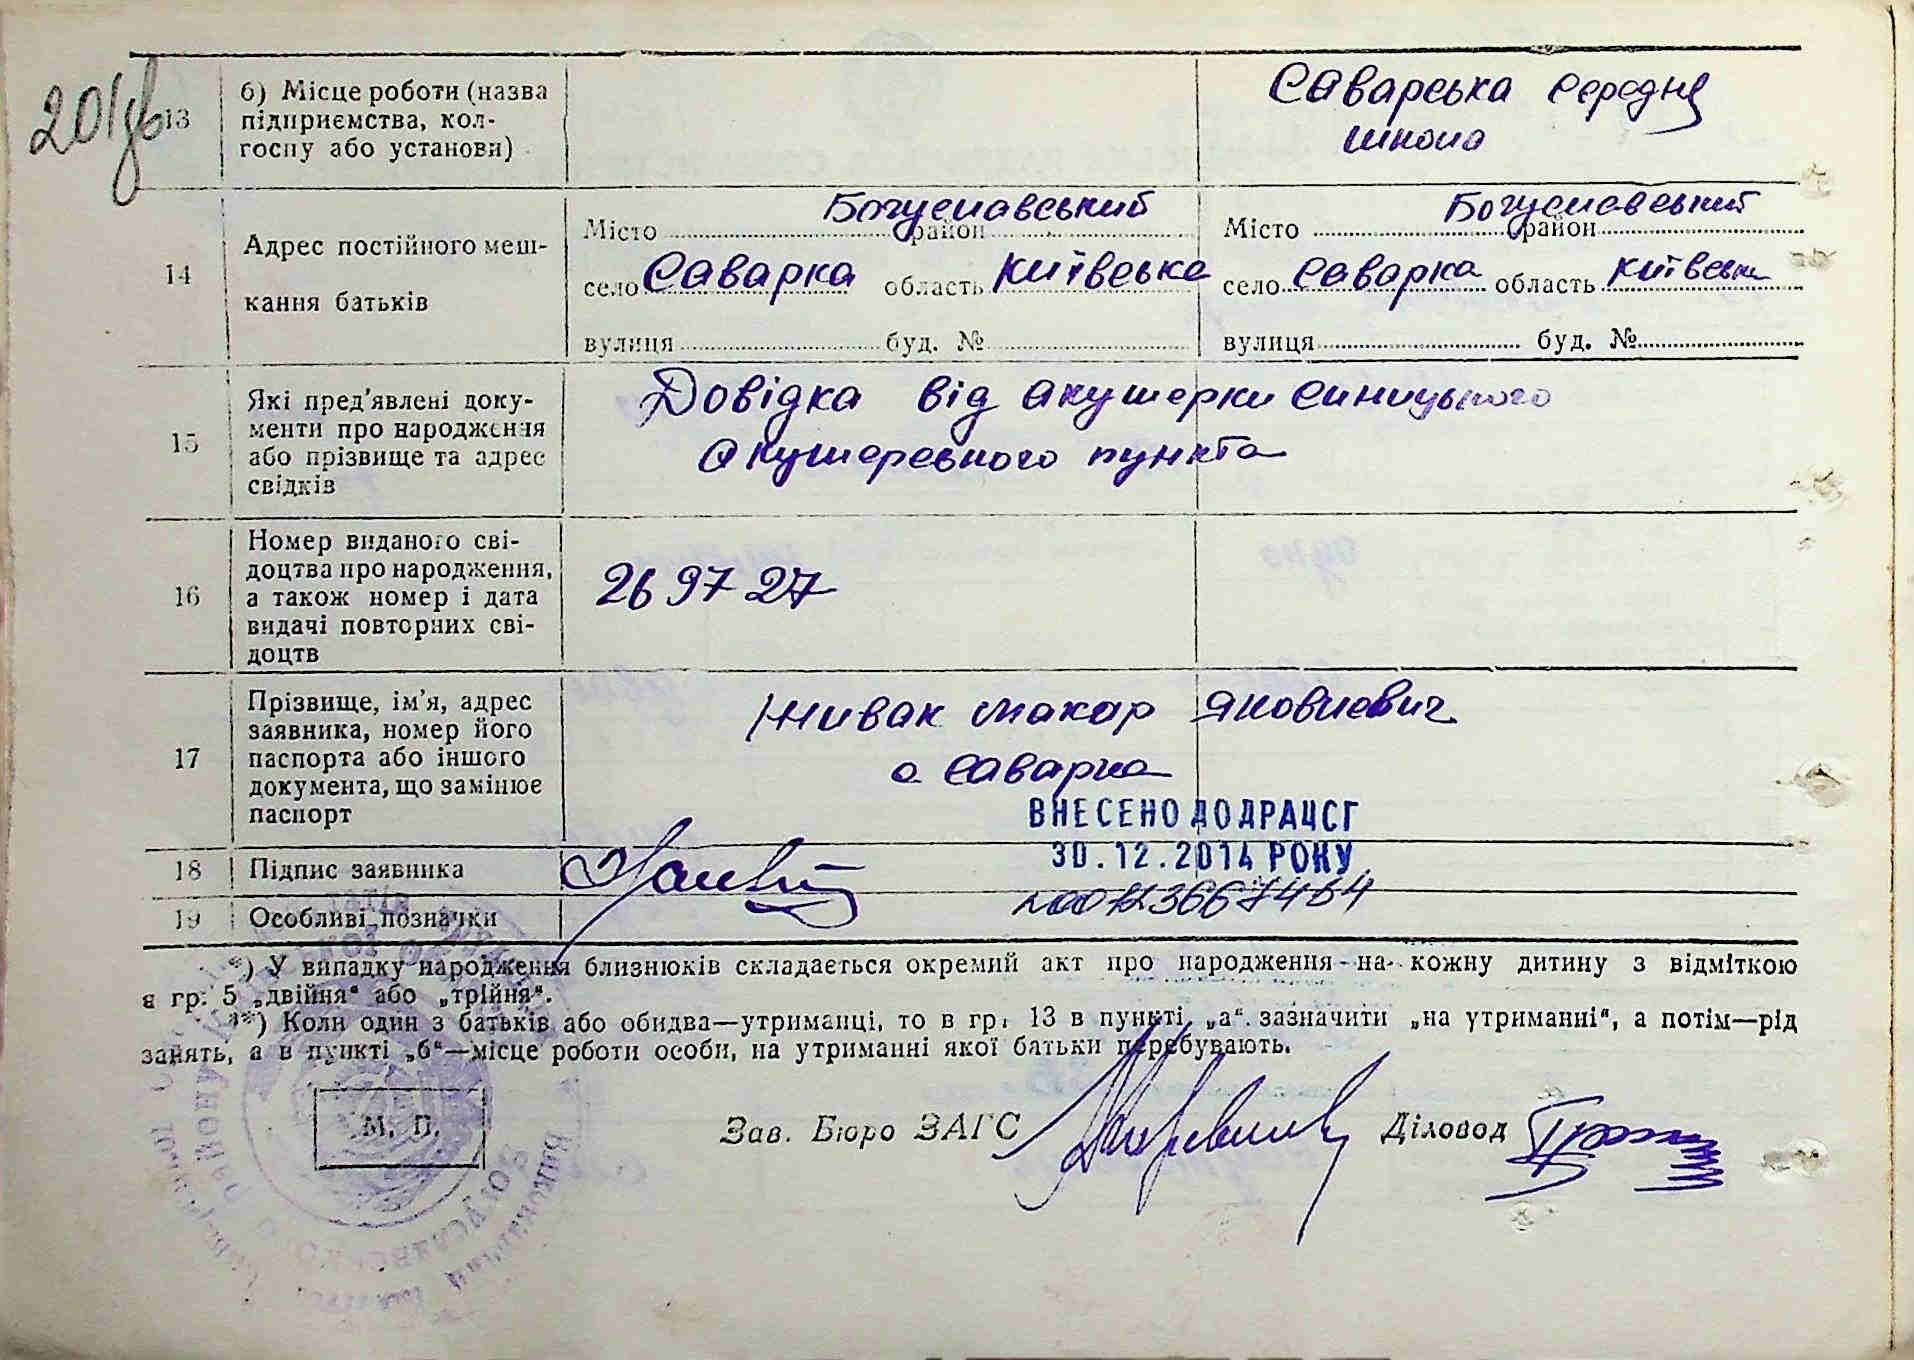 201зв
13 б) Місце роботи (назва підприємства, колгоспу або установи)
Саварська середня
школа
14 Адрес постійного мешкання батьків
Місто Богуславський район
село Саварка область Київська
вулиця буд. №
Місто Богуславський район
село Саварка область Київська
вулиця буд. №
15 Які пред'явлені документи про народження або прізвище та адрес свідків
Довідка від акушерки Синицького
акушерського пункта
16 Номер виданого свідоцтва про народження, а також номер і дата видачі повторних свідоцтв
269727
17 Прізвище, ім'я, адрес заявника, номер його паспорта або іншого документа, що замінює паспорт
Живак Макар Якович
с Саварка
ВНЕСЕНО ДО ДРАЦСГ
30.12.2014 РОКУ
18 Підпис заявника
00123667464
19 Особливі позначки
*) У випадку народження близнюків складається окремий акт про народження на кожну дитину з відміткою
в гр. 5 „двійня“ або „трійня“.
**) Коли один з батьків або обидва—утриманці, то в гр. 13 в пункті „а“ зазначити „на утриманні“, а потім—рід
занять, а в пункті „б“—місце роботи особи, на утриманні якої батьки перебувають.
М. П.
Зав. Бюро ЗАГС
Діловод